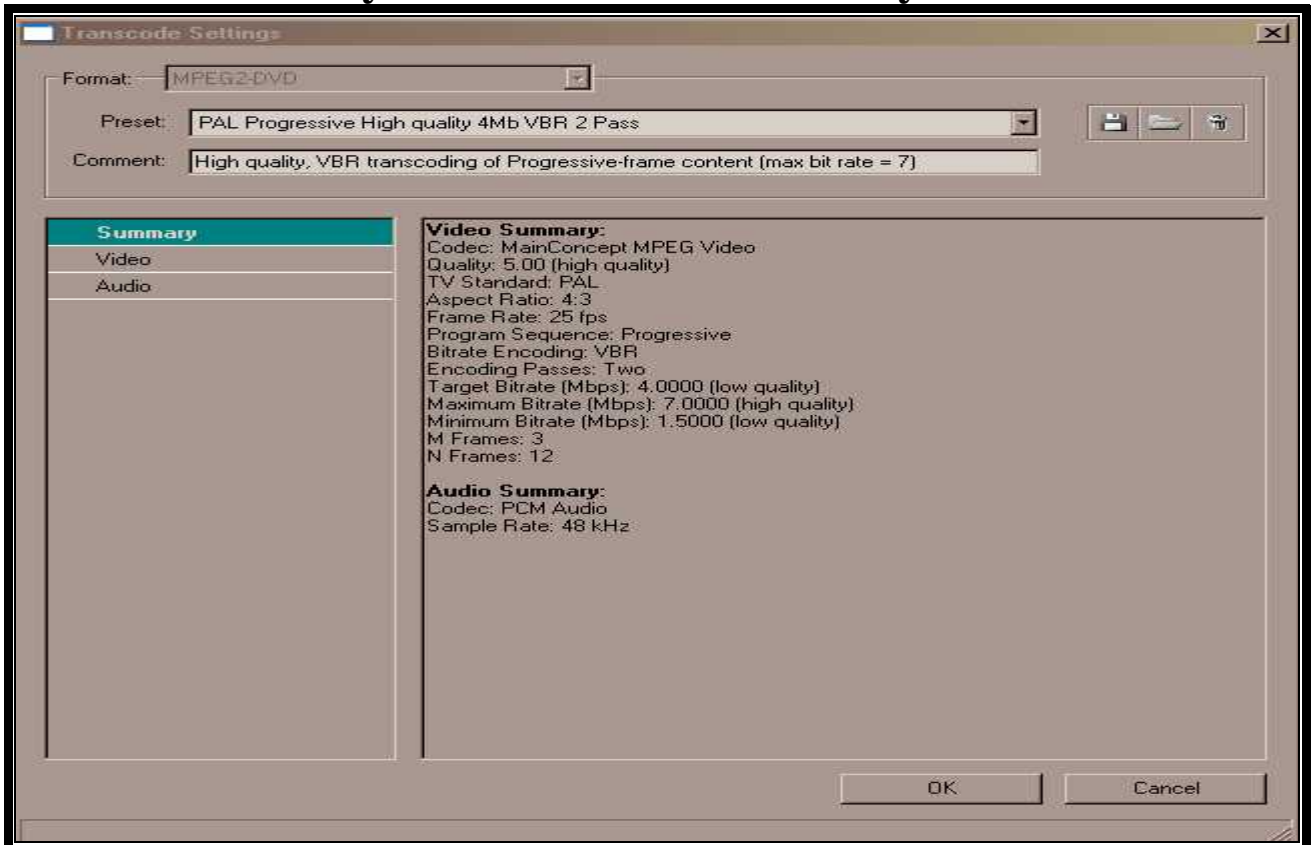 Transcode Settings
Format: MPEG2-DVD
Preset: PAL Progressive High quality 4Mb VBR 2 Pass
Comment: High quality, VBR transcoding of Progressive-frame content (max bit rate = 7)
Summary
Video
Audio
Video Summary:
Codec: MainConcept MPEG Video
Quality: 5.00 (high quality)
TV Standard: PAL
Aspect Ratio: 4:3
Frame Rate: 25 fps
Program Sequence: Progressive
Bitrate Encoding: VBR
Encoding Passes: Two
Target Bitrate (Mbps): 4.0000 (low quality)
Maximum Bitrate (Mbps): 7.0000 (high quality)
Minimum Bitrate (Mbps): 1.5000 (low quality)
M Frames: 3
N Frames: 12
Audio Summary:
Codec: PCM Audio
Sample Rate: 48 kHz
OK
Cancel